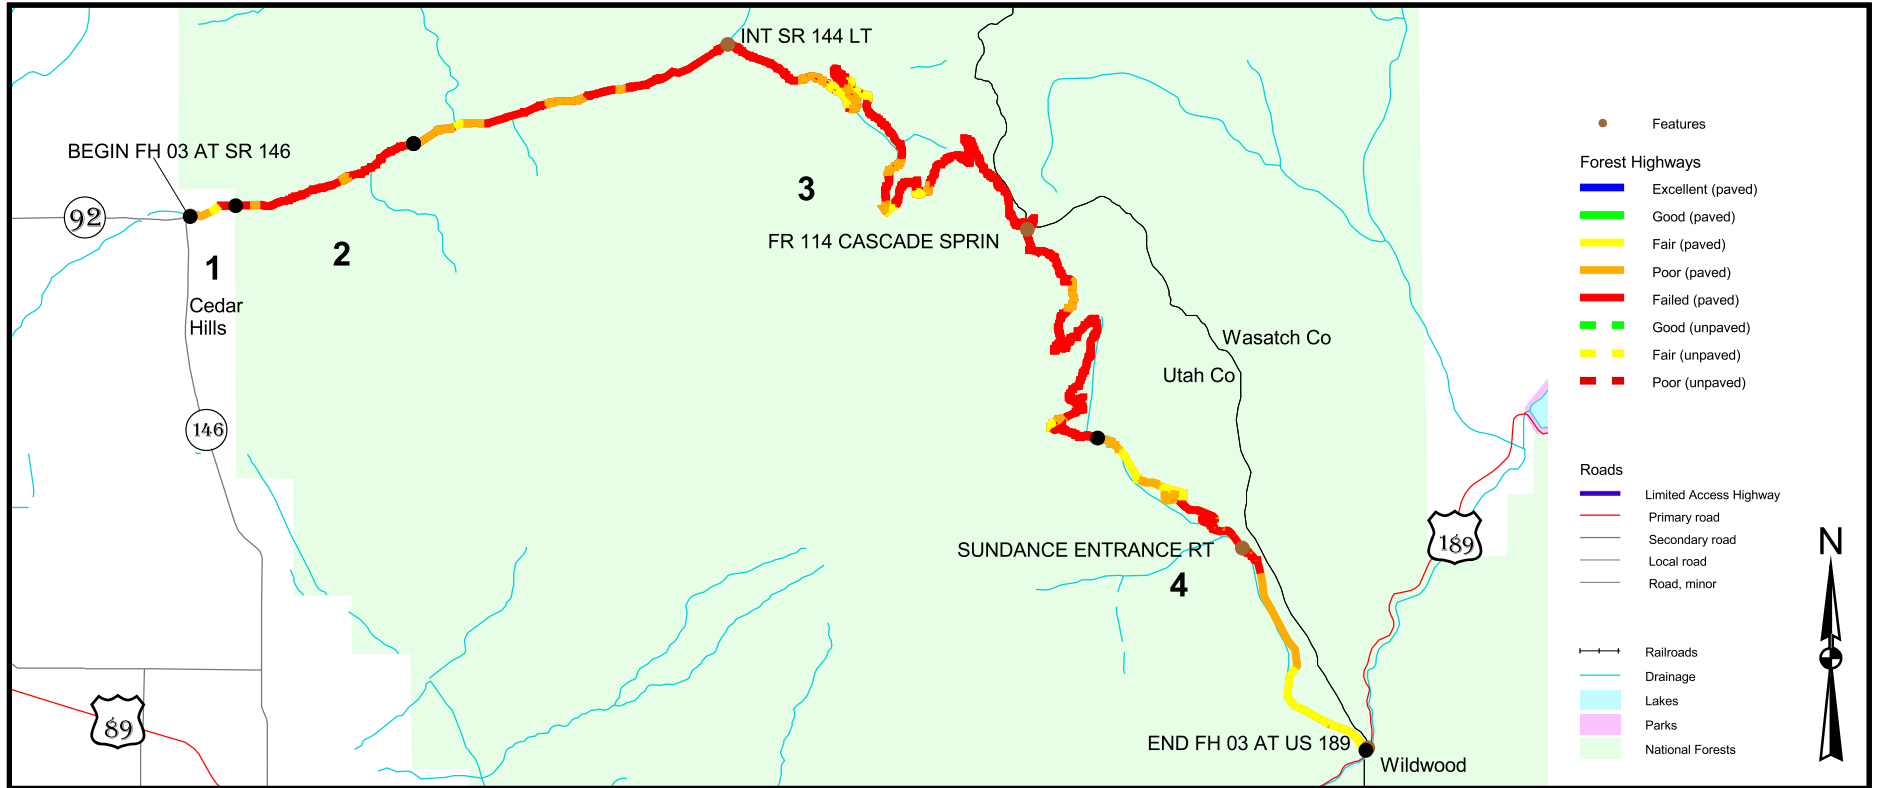 INT SR 144 LT
BEGIN FH 03 AT SR 146
92
1
2
3
Cedar
Hills
FR 114 CASCADE SPRIN
Wasatch Co
Utah Co
146
189
SUNDANCE ENTRANCE RT
4
89
END FH 03 AT US 189
Wildwood
Features
Forest Highways
Excellent (paved)
Good (paved)
Fair (paved)
Poor (paved)
Failed (paved)
Good (unpaved)
Fair (unpaved)
Poor (unpaved)
Roads
Limited Access Highway
Primary road
Secondary road
Local road
Road, minor
Railroads
Drainage
Lakes
Parks
National Forests
N